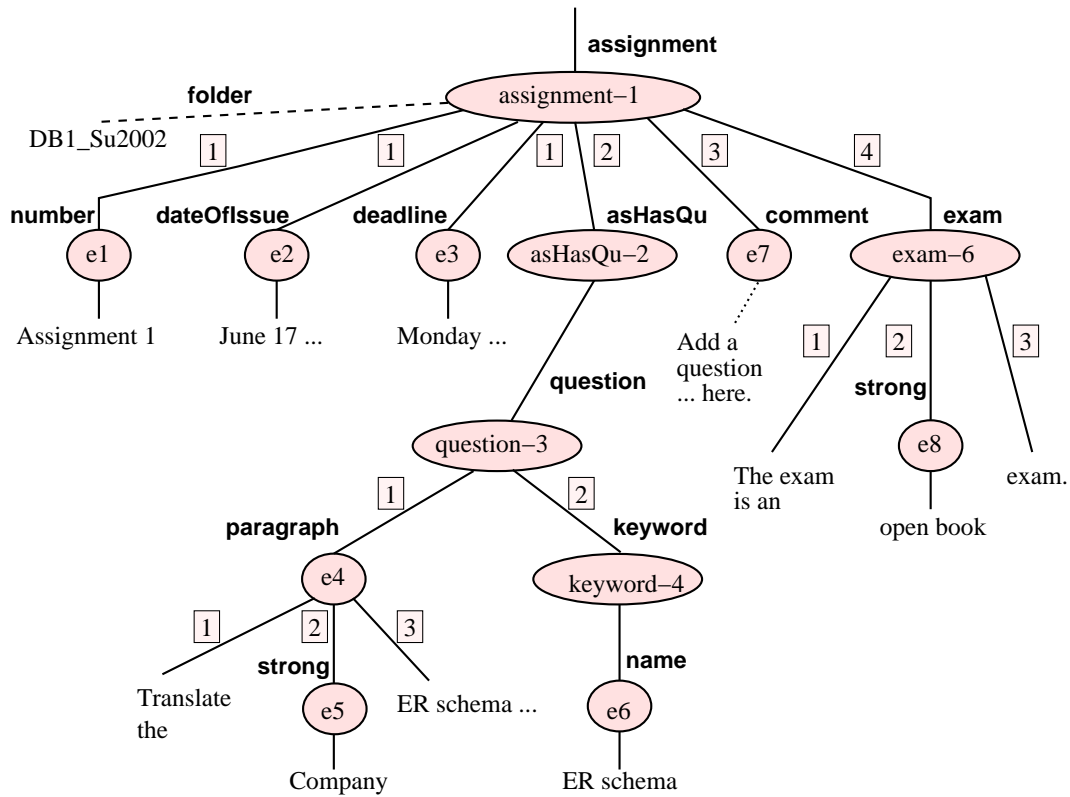 assignment
assignment−1
folder
DB1_Su2002
1
1
1
2
3
4
number
dateOfIssue
deadline
asHasQu
comment
exam
e1
e2
e3
asHasQu−2
e7
exam−6
Assignment 1
June 17 ...
Monday ...
Add a
question
... here.
1
2
3
question
strong
question−3
e8
The exam
is an
exam.
1
2
open book
paragraph
keyword
e4
keyword−4
1
2
3
strong
name
Translate
the
e5
ER schema ...
e6
Company
ER schema